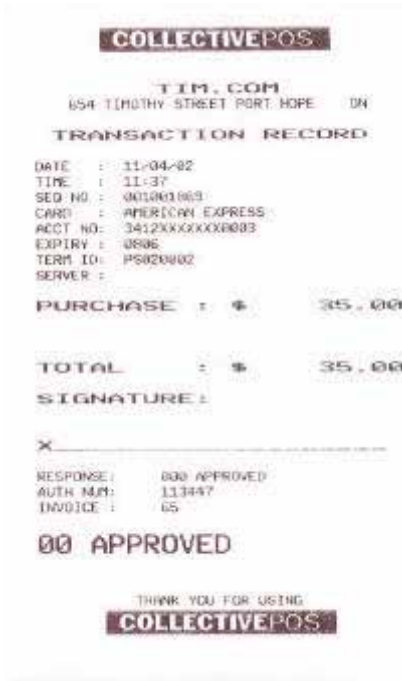 COLLECTIVEPOS
TIM.COM
654 TIMOTHY STREET PORT HOPE ON
TRANSACTION RECORD
DATE : 11/04/02
TIME : 11:37
SEQ NO : 001001869
CARD : AMERICAN EXPRESS
ACCT NO: 3412XXXXXXX0003
EXPIRY : 0806
TERM ID: PS020002
SERVER :
PURCHASE : $ 35.00
TOTAL : $ 35.00
SIGNATURE:
X
RESPONSE: 000 APPROVED
AUTH NUM: 113447
INVOICE : 65
00 APPROVED
THANK YOU FOR USING
COLLECTIVEPOS